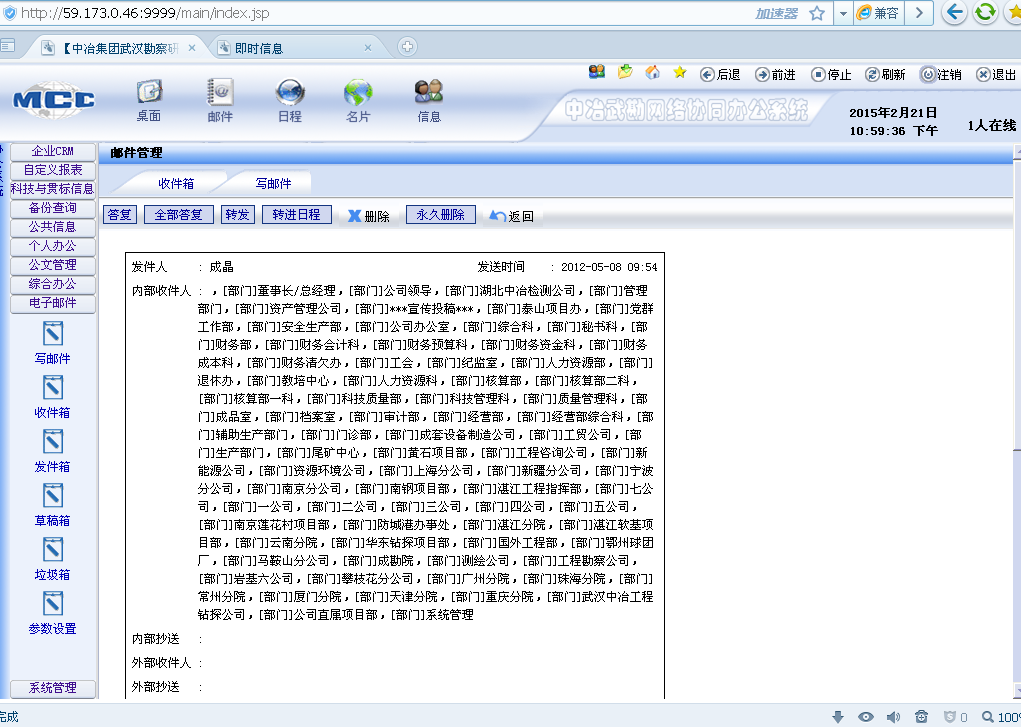 http://59.173.0.46:9999/main/index.jsp
加速器
兼容
【中冶集团武汉勘察研
即时信息
后退 前进 停止 刷新 注销 退出
MCC
桌面 邮件 日程 名片 信息
中冶武勘网络协同办公系统
2015年2月21日
10:59:36 下午
1人在线
企业CRM
自定义报表
科技与贯标信息
备份查询
公共信息
个人办公
公文管理
综合办公
电子邮件
写邮件
收件箱
发件箱
草稿箱
垃圾箱
参数设置
系统管理
邮件管理
收件箱 写邮件
答复 全部答复 转发 转进日程 删除 永久删除 返回
发件人 : 成晶 发送时间 : 2012-05-08 09:54
内部收件人 : ，[部门]董事长/总经理，[部门]公司领导，[部门]湖北中冶检测公司，[部门]管理
部门，[部门]资产管理公司，[部门]***宣传投稿***，[部门]泰山项目办，[部门]党群
工作部，[部门]安全生产部，[部门]公司办公室，[部门]综合科，[部门]秘书科，[部
门]财务部，[部门]财务会计科，[部门]财务预算科，[部门]财务资金科，[部门]财务
成本科，[部门]财务清欠办，[部门]工会，[部门]纪监室，[部门]人力资源部，[部门]
退休办，[部门]教培中心，[部门]人力资源科，[部门]核算部，[部门]核算部二科，
[部门]核算部一科，[部门]科技质量部，[部门]科技管理科，[部门]质量管理科，[部
门]成品室，[部门]档案室，[部门]审计部，[部门]经营部，[部门]经营部综合科，[部
门]辅助生产部门，[部门]门诊部，[部门]成套设备制造公司，[部门]工贸公司，[部
门]生产部门，[部门]尾矿中心，[部门]黄石项目部，[部门]工程咨询公司，[部门]新
能源公司，[部门]资源环境公司，[部门]上海分公司，[部门]新疆分公司，[部门]宁波
分公司，[部门]南京分公司，[部门]南钢项目部，[部门]湛江工程指挥部，[部门]七公
司，[部门]一公司，[部门]二公司，[部门]三公司，[部门]四公司，[部门]五公司，
[部门]南京莲花村项目部，[部门]防城港办事处，[部门]湛江分院，[部门]湛江软基项
目部，[部门]云南分院，[部门]华东钻探项目部，[部门]国外工程部，[部门]鄂州球团
厂，[部门]马鞍山分公司，[部门]成勘院，[部门]测绘公司，[部门]工程勘察公司，
[部门]岩基六公司，[部门]攀枝花分公司，[部门]广州分院，[部门]珠海分院，[部门]
常州分院，[部门]厦门分院，[部门]天津分院，[部门]重庆分院，[部门]武汉中冶工程
钻探公司，[部门]公司直属项目部，[部门]系统管理
内部抄送 :
外部收件人 :
外部抄送 :
完成
0
100%